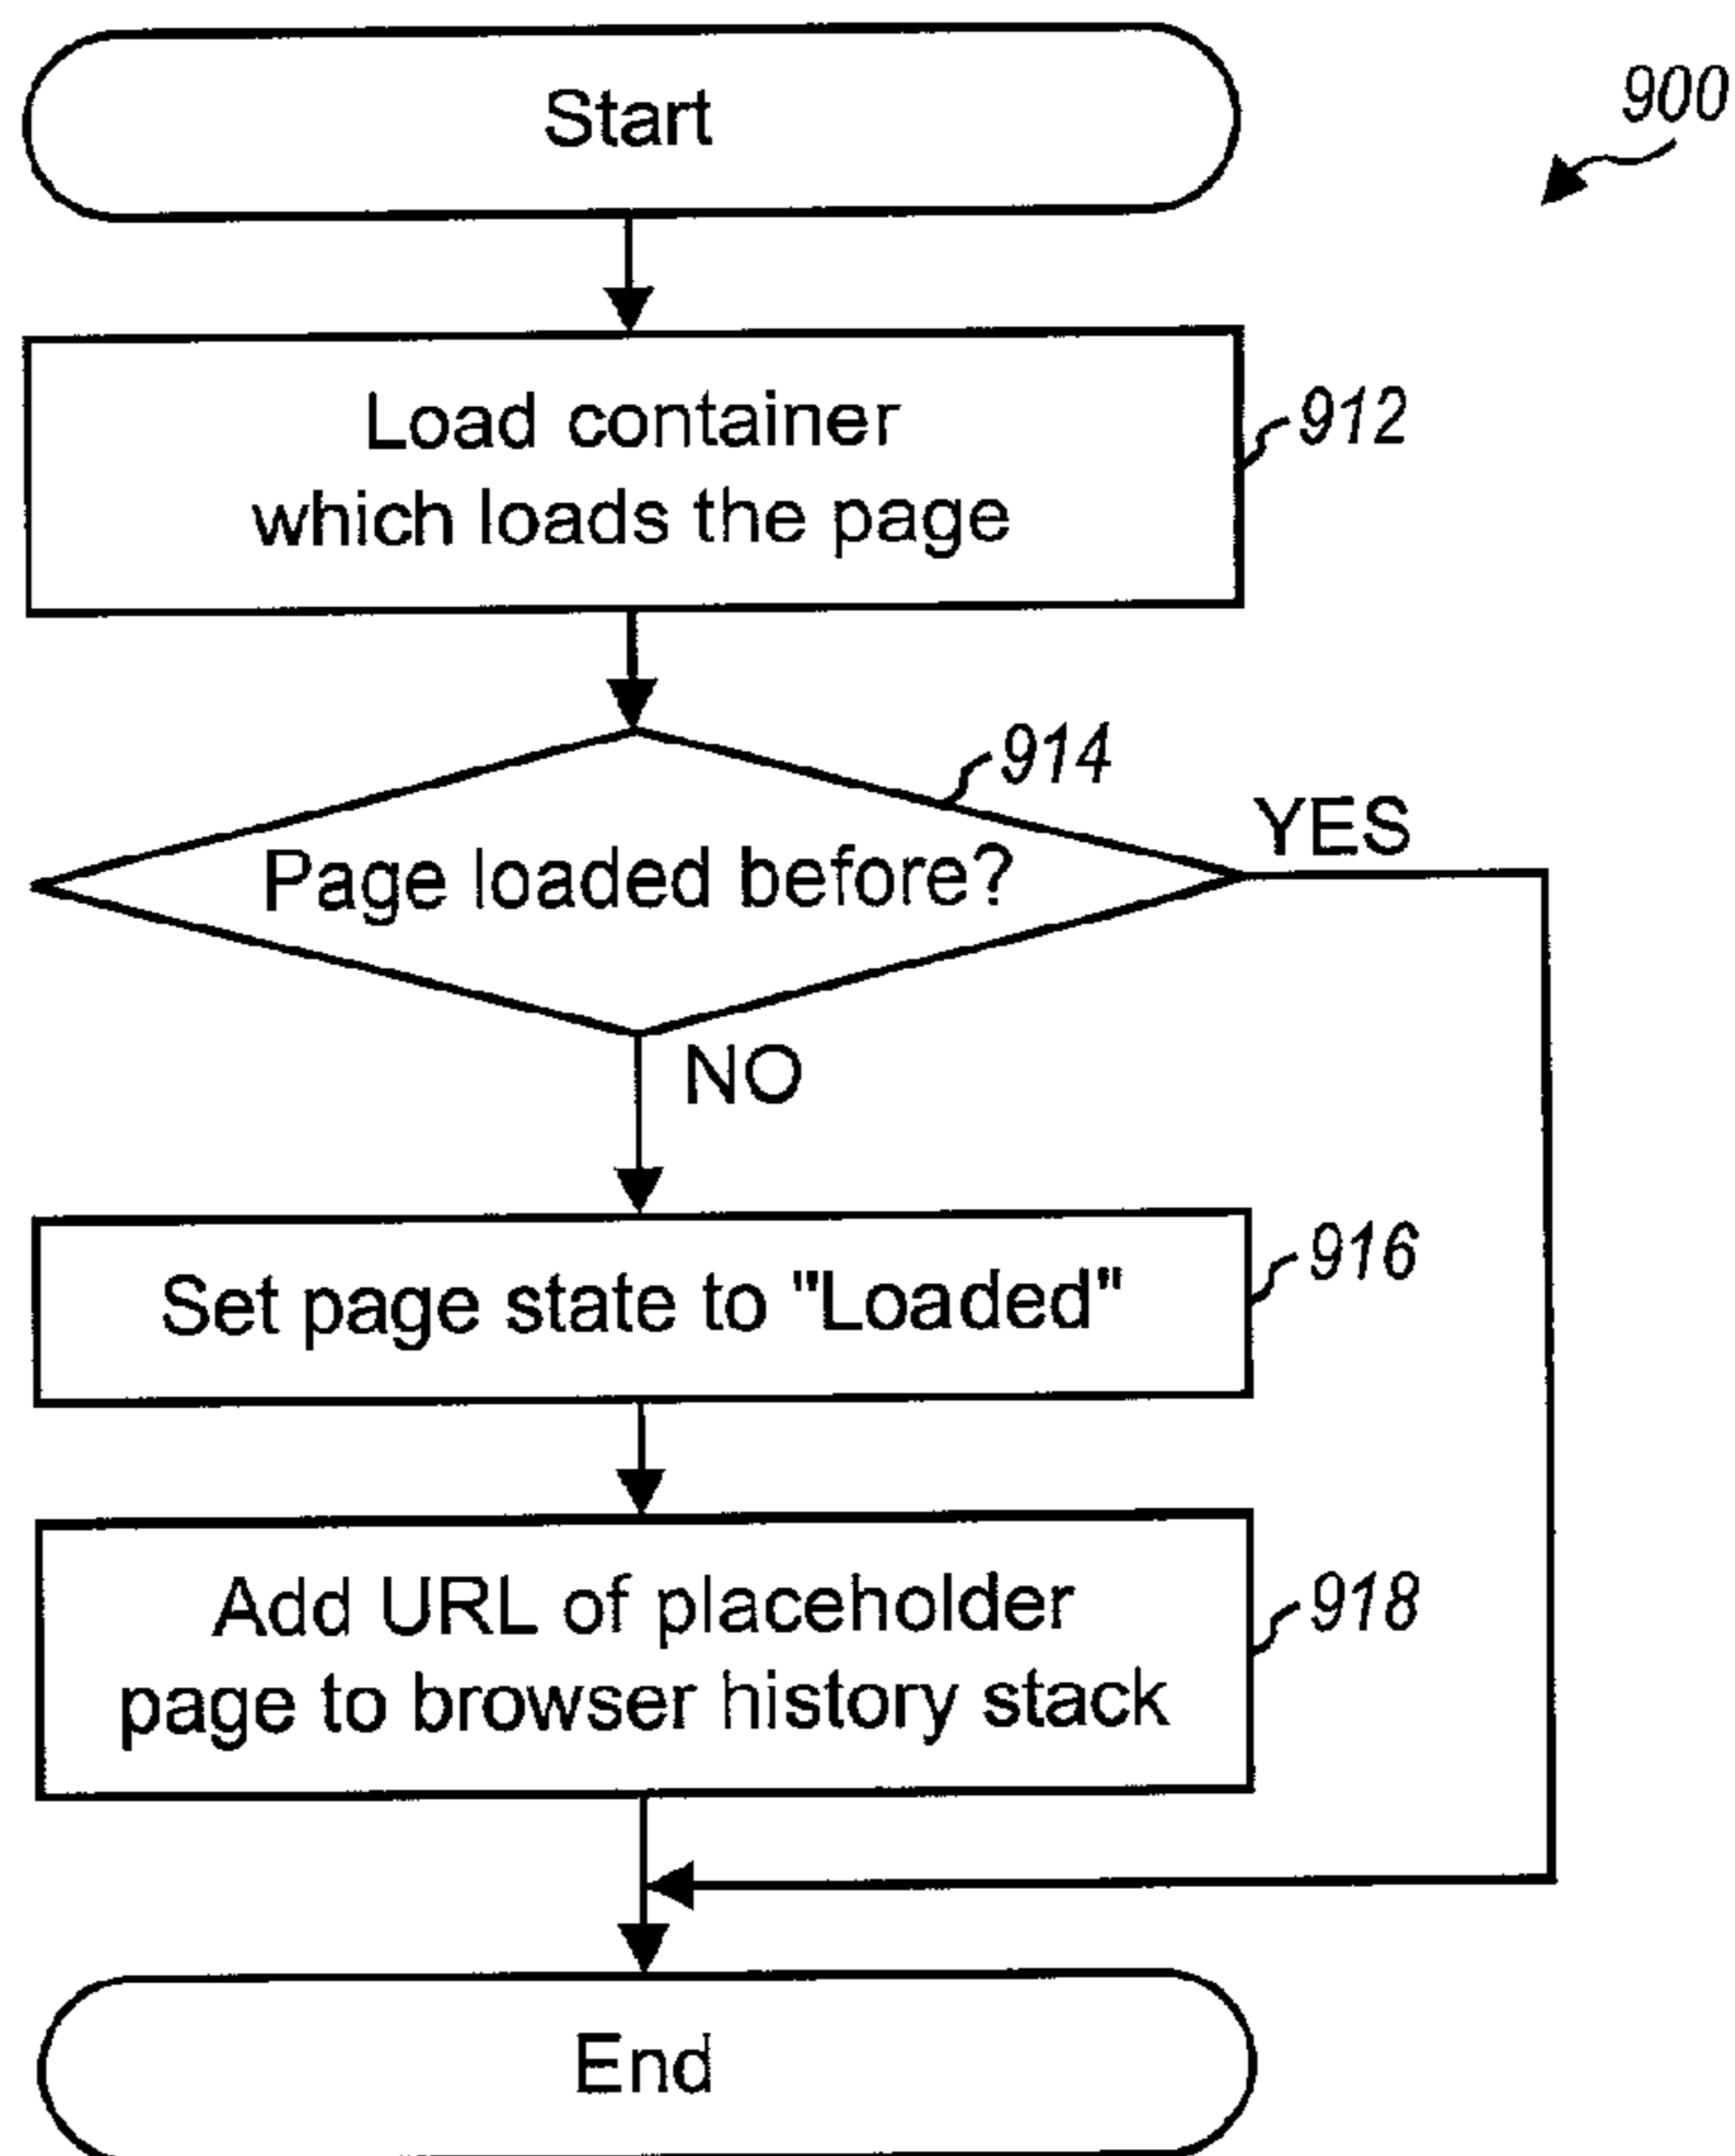 Start
900
Load container
which loads the page
912
914
Page loaded before?
YES
NO
Set page state to "Loaded"
916
Add URL of placeholder
page to browser history stack
918
End